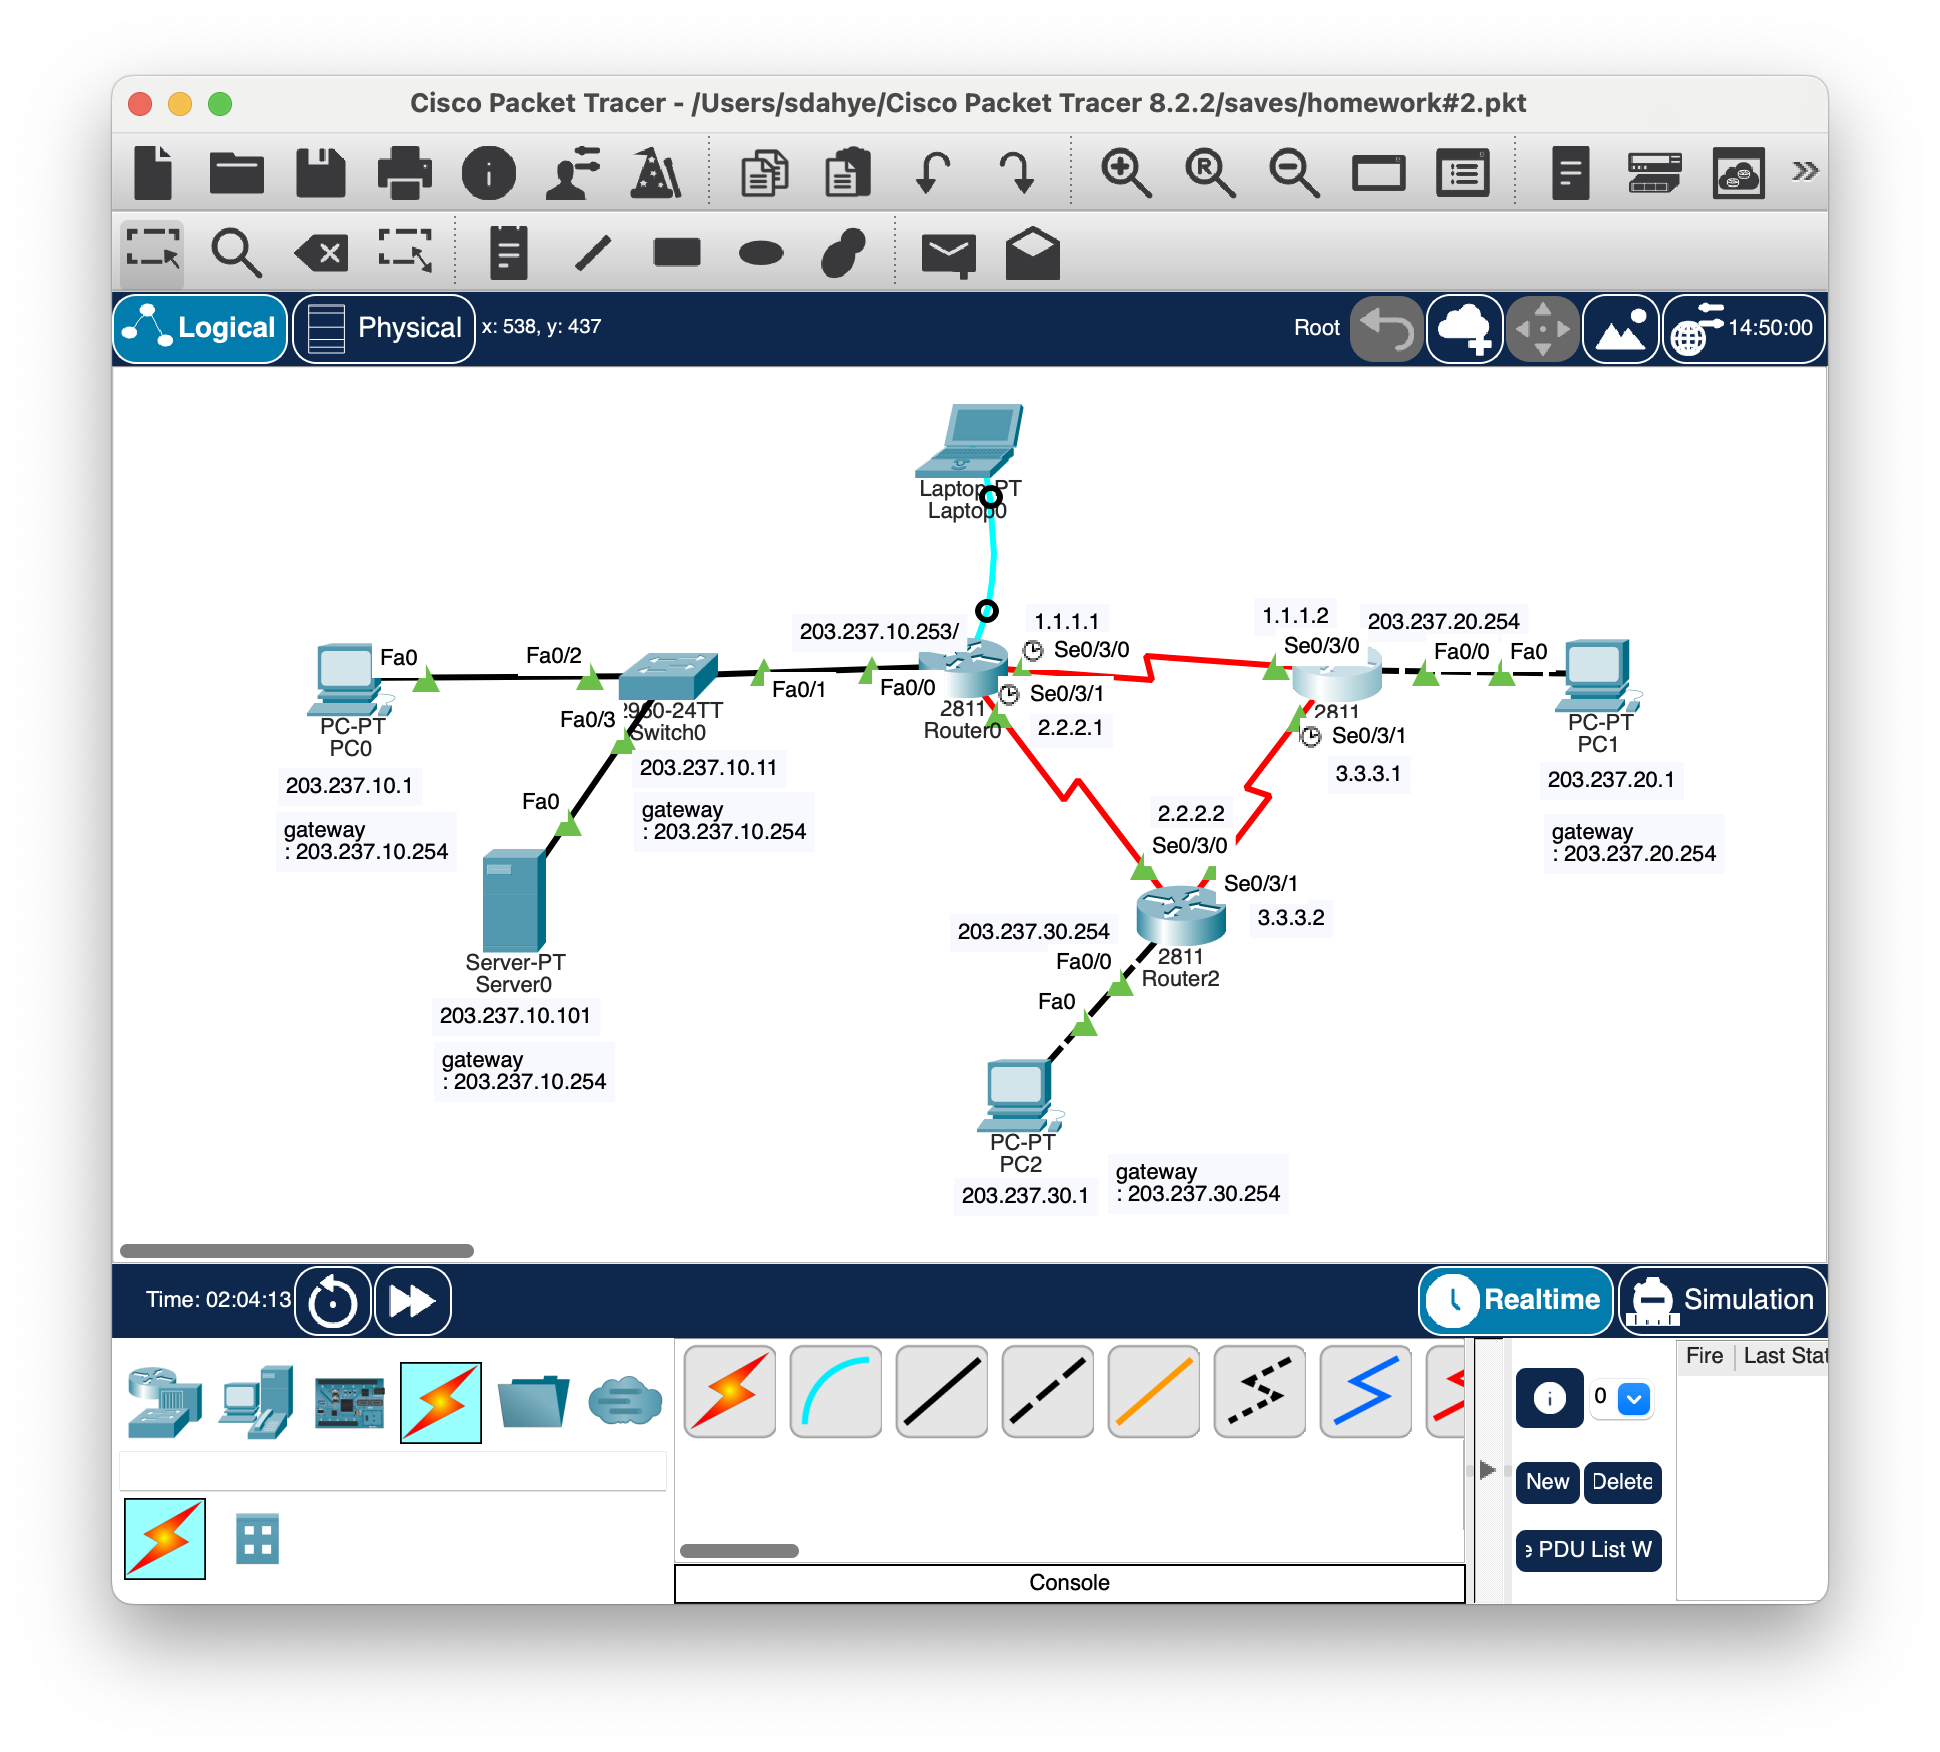 Cisco Packet Tracer - /Users/sdahye/Cisco Packet Tracer 8.2.2/saves/homework#2.pkt
Logical
Physical
x: 538, y: 437
Root
14:50:00
Laptop-PT
Laptop0
203.237.10.253/
1.1.1.1
Se0/3/0
1.1.1.2
Se0/3/0
203.237.20.254
Fa0/0
Fa0
Fa0
Fa0/2
Fa0/1
Fa0/0
Se0/3/1
2.2.2.1
2811
Router0
2811
Se0/3/1
3.3.3.1
PC-PT
PC0
Fa0/3
2960-24TT
Switch0
PC-PT
PC1
203.237.10.1
gateway
: 203.237.10.254
203.237.10.11
gateway
: 203.237.10.254
203.237.20.1
gateway
: 203.237.20.254
Fa0
2.2.2.2
Se0/3/0
Se0/3/1
3.3.3.2
Server-PT
Server0
203.237.10.101
gateway
: 203.237.10.254
203.237.30.254
Fa0/0
2811
Router2
Fa0
PC-PT
PC2
203.237.30.1
gateway
: 203.237.30.254
Time: 02:04:13
Realtime
Simulation
0
New
Delete
e PDU List W
Fire
Last Stat
Console